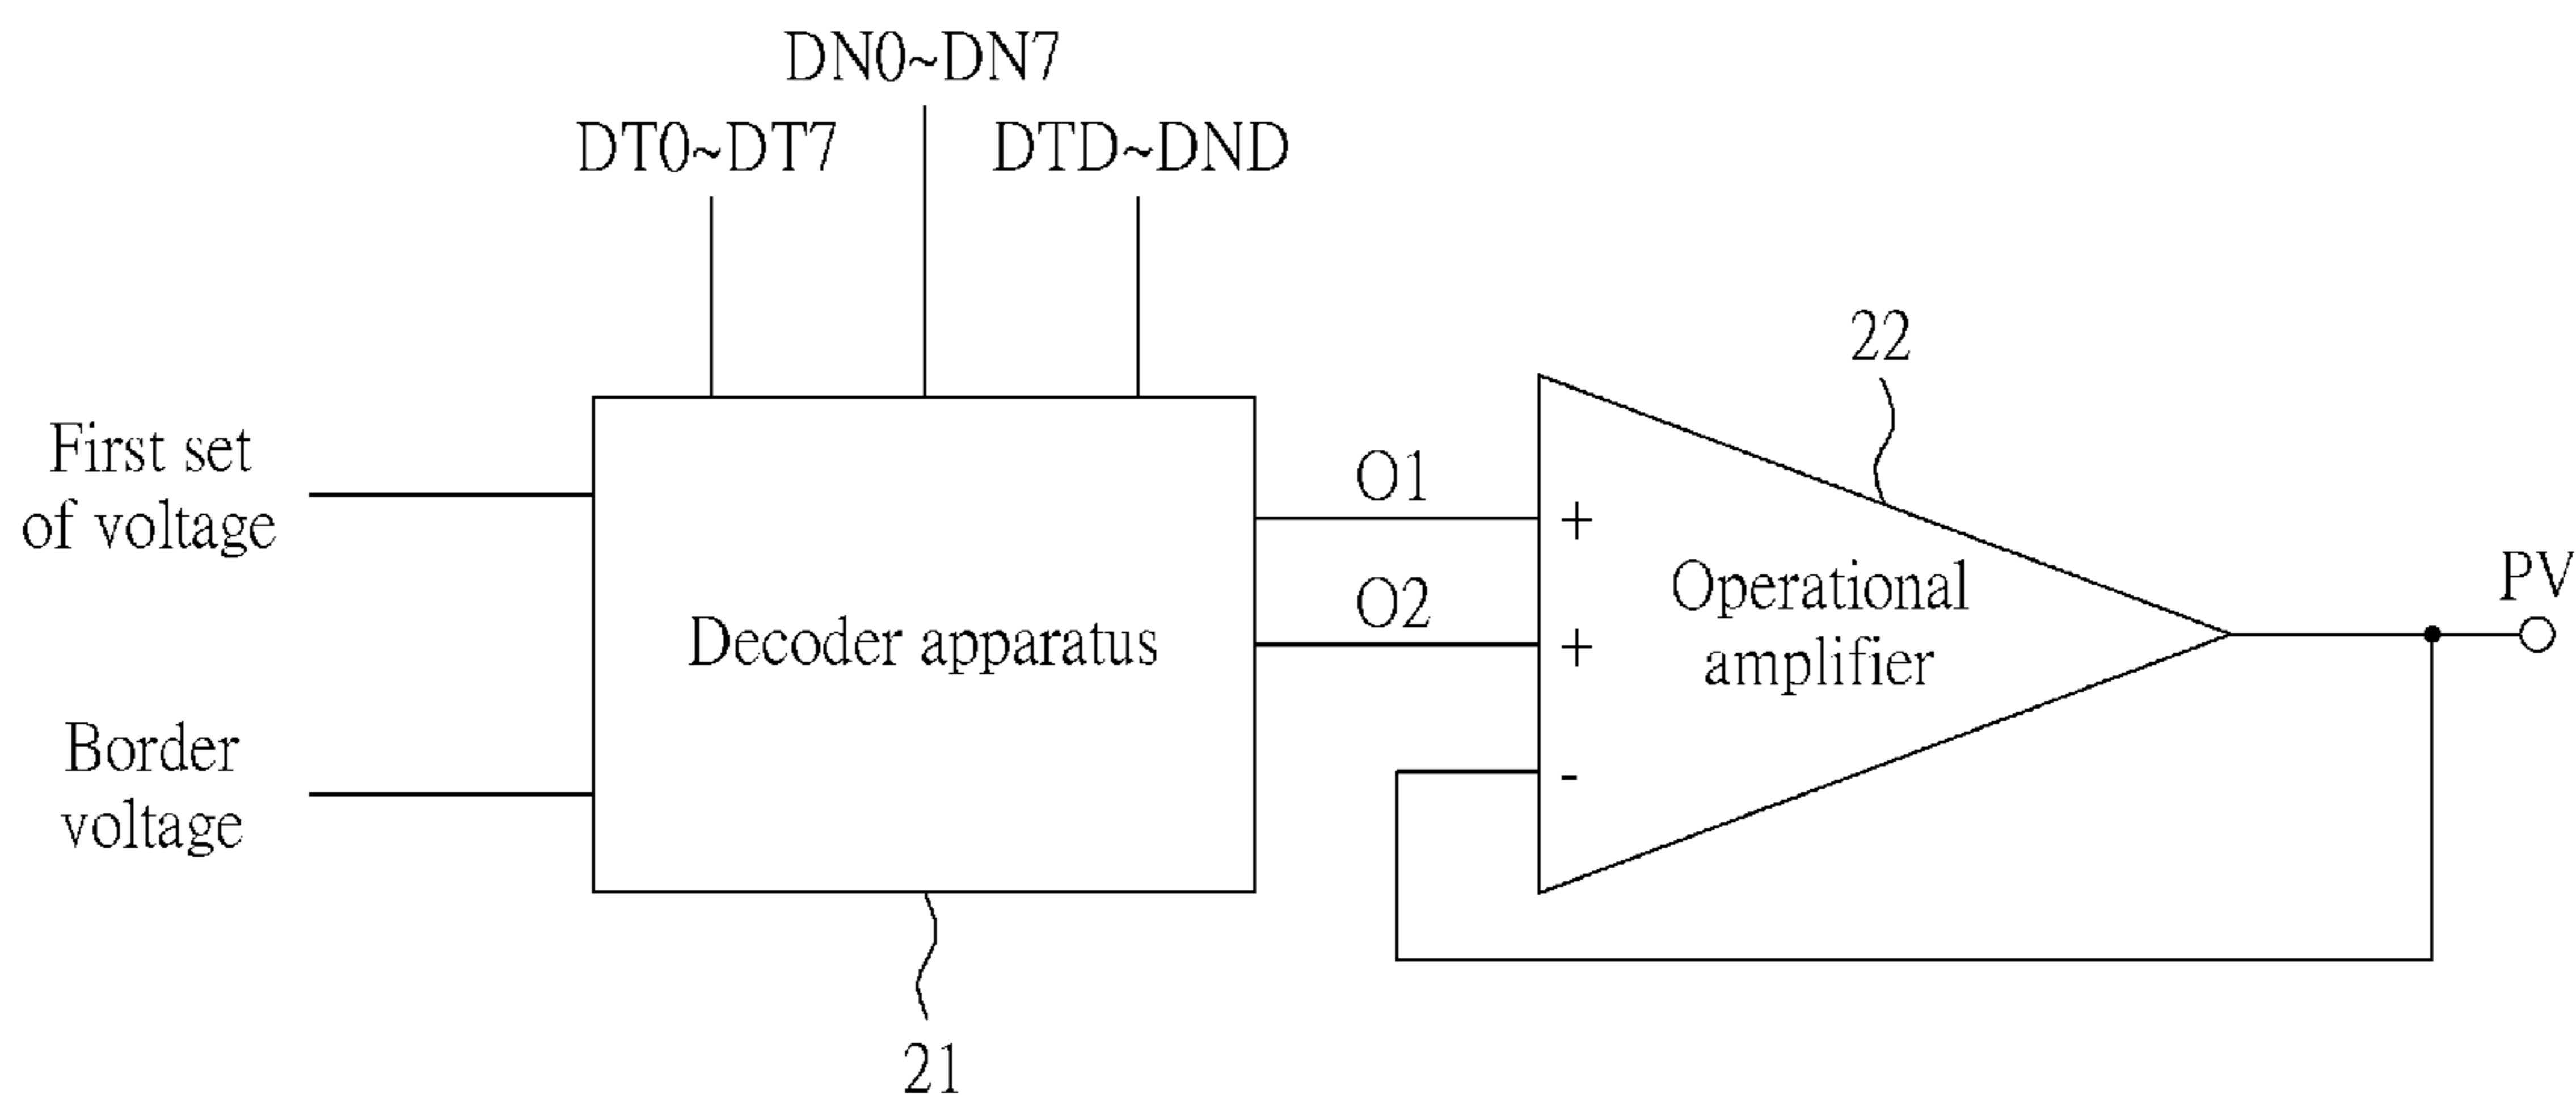 DN0~DN7
DT0~DT7
DTD~DND
22
First set
of voltage
O1
+
Operational
amplifier
PV
O2
+
Decoder apparatus
-
Border
voltage
21